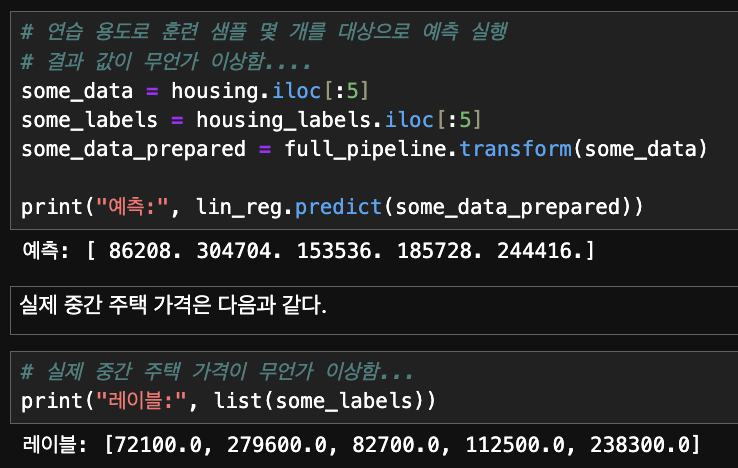 # 연습 용도로 훈련 샘플 몇 개를 대상으로 예측 실행
# 결과 값이 무언가 이상함....
some_data = housing.iloc[:5]
some_labels = housing_labels.iloc[:5]
some_data_prepared = full_pipeline.transform(some_data)
print("예측:", lin_reg.predict(some_data_prepared))
예측: [ 86208. 304704. 153536. 185728. 244416.]
실제 중간 주택 가격은 다음과 같다.
# 실제 중간 주택 가격이 무언가 이상함...
print("레이블:", list(some_labels))
레이블: [72100.0, 279600.0, 82700.0, 112500.0, 238300.0]